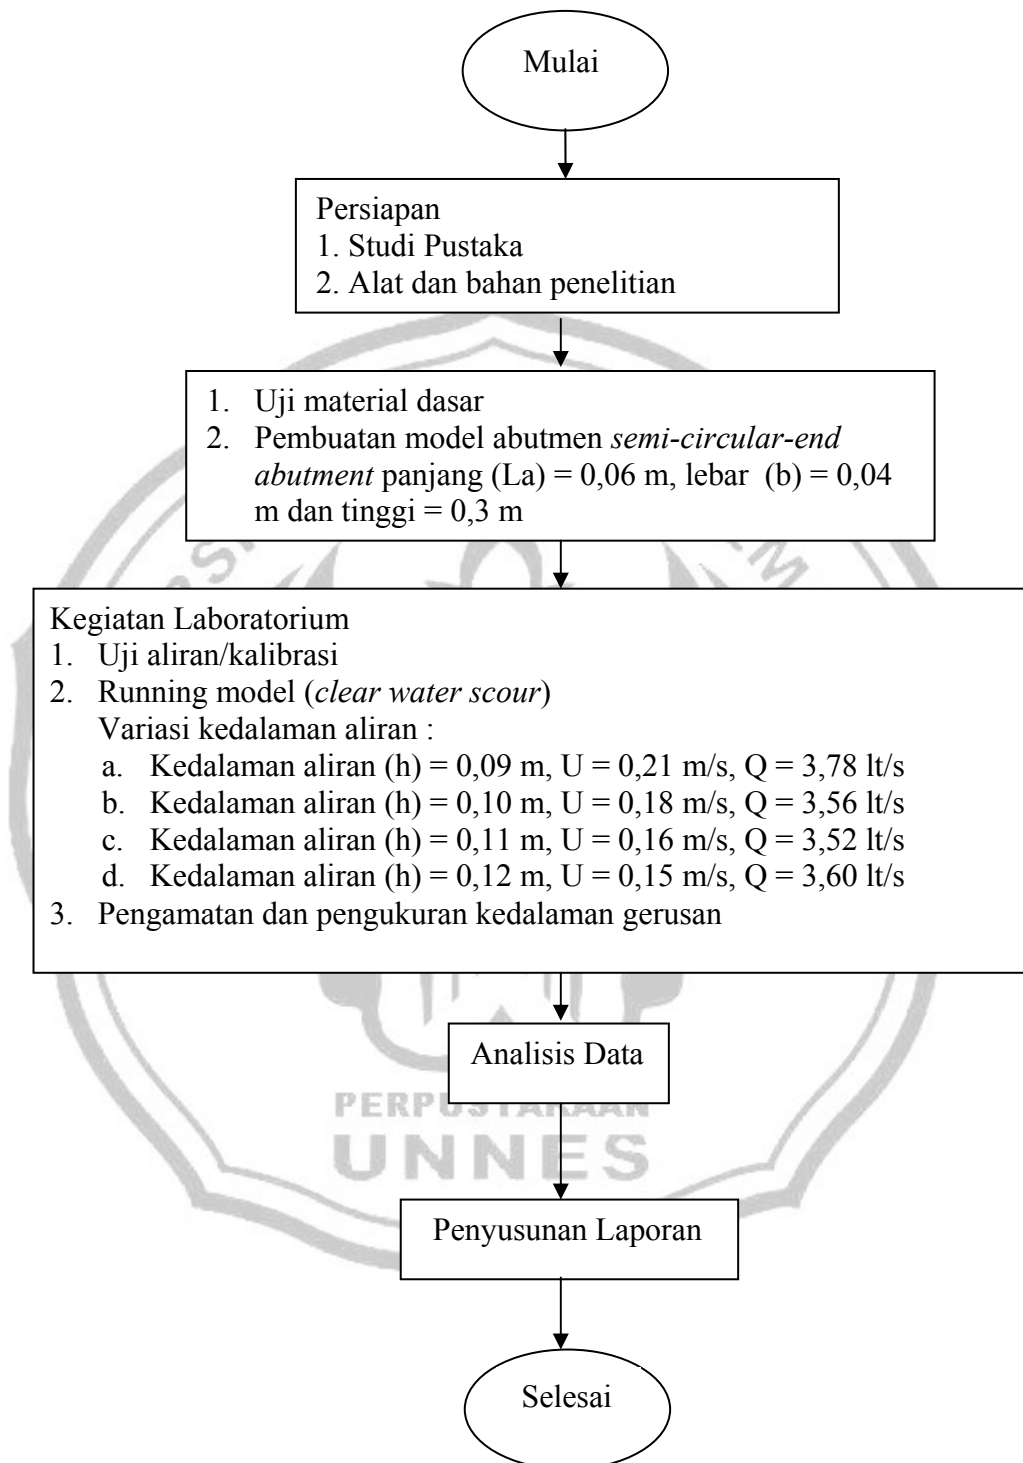 Mulai
Persiapan
1. Studi Pustaka
2. Alat dan bahan penelitian
1. Uji material dasar
2. Pembuatan model abutmen semi-circular-end
abutment panjang (La) = 0,06 m, lebar (b) = 0,04
m dan tinggi = 0,3 m
Kegiatan Laboratorium
1. Uji aliran/kalibrasi
2. Running model (clear water scour)
Variasi kedalaman aliran :
a. Kedalaman aliran (h) = 0,09 m, U = 0,21 m/s, Q = 3,78 lt/s
b. Kedalaman aliran (h) = 0,10 m, U = 0,18 m/s, Q = 3,56 lt/s
c. Kedalaman aliran (h) = 0,11 m, U = 0,16 m/s, Q = 3,52 lt/s
d. Kedalaman aliran (h) = 0,12 m, U = 0,15 m/s, Q = 3,60 lt/s
3. Pengamatan dan pengukuran kedalaman gerusan
Analisis Data
PERPUSTAKAAN
UNNES
Penyusunan Laporan
Selesai